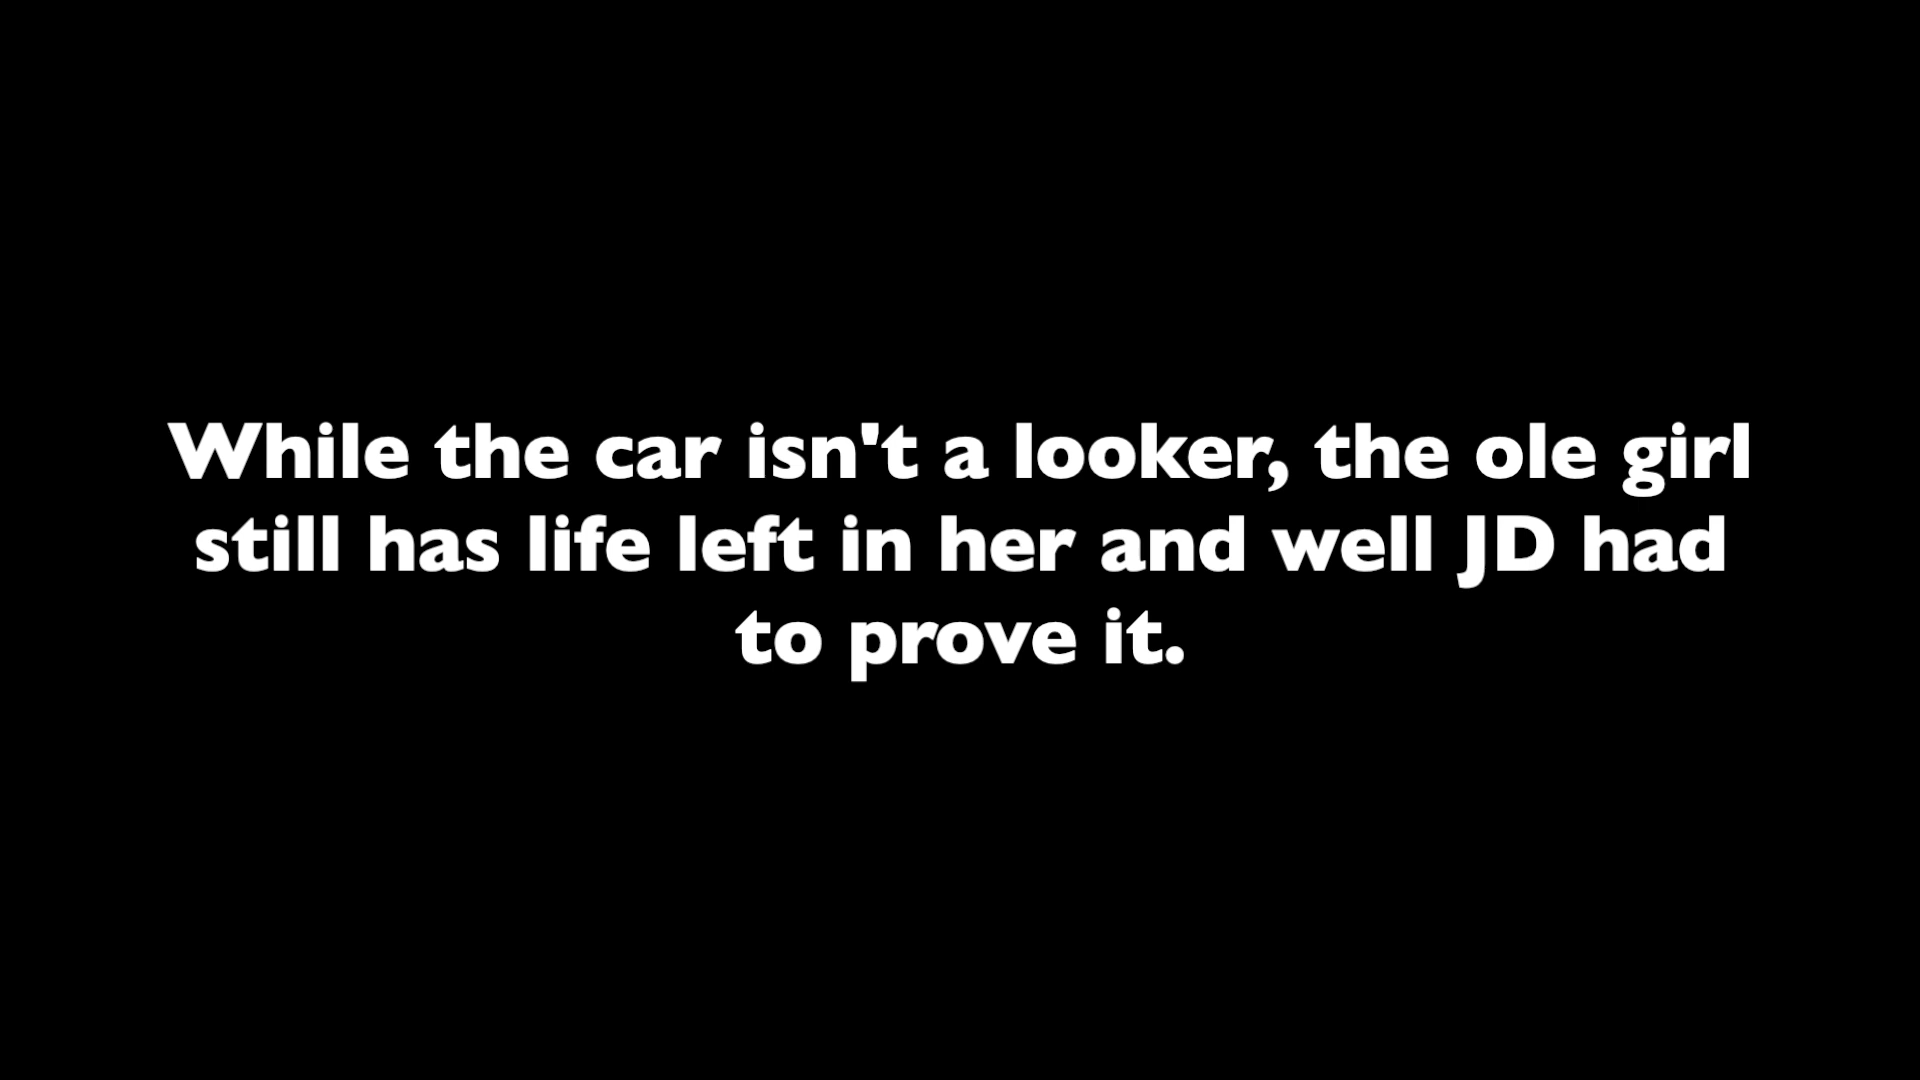 While the car isn't a looker, the ole girl
still has life left in her and well JD had
to prove it.